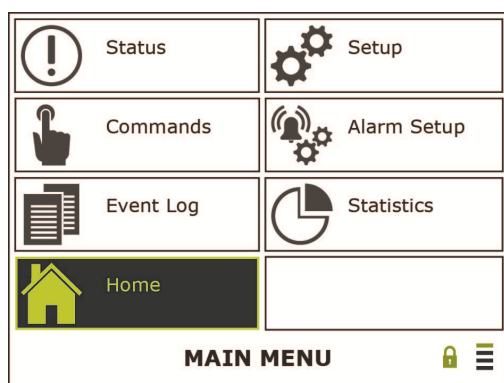 Status
Setup
Commands
Alarm Setup
Event Log
Statistics
Home
MAIN MENU